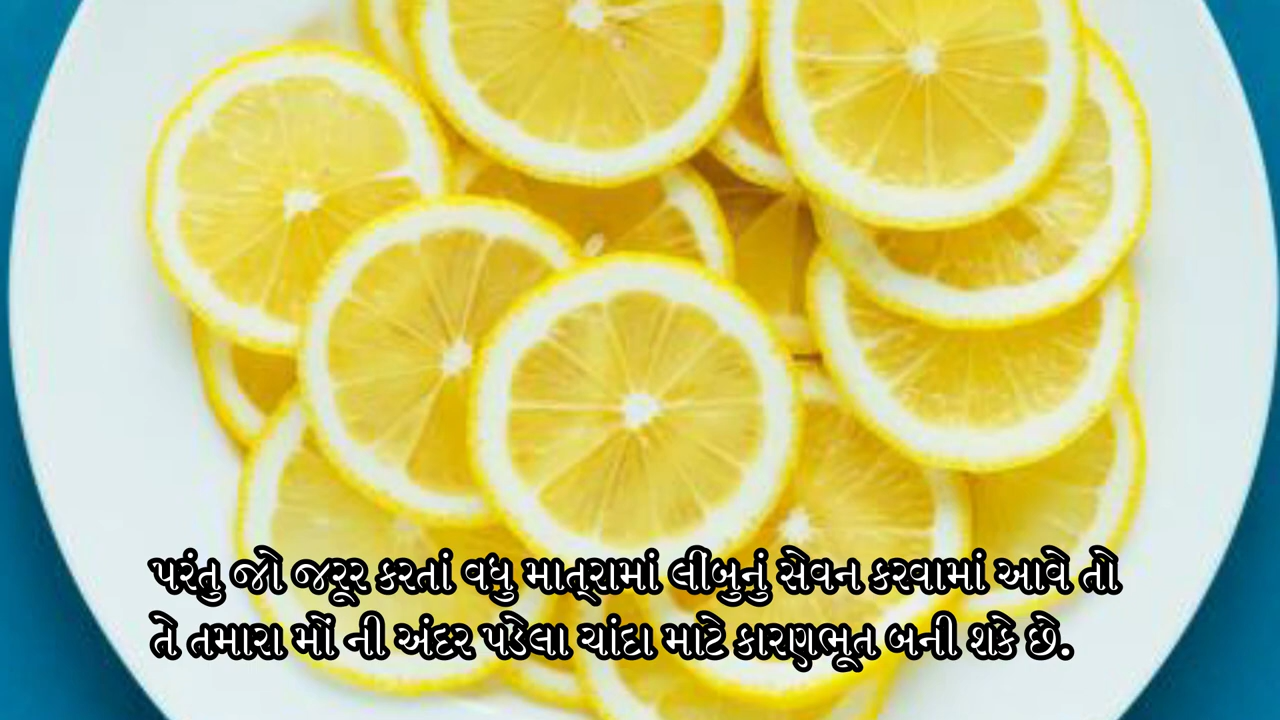 પરંતુ જો જરૂર કરતાં વધુ માત્રામાં લીંબુનું સેવન કરવામાં આવે તો
તે તમારા મોં ની અંદર પડેલા ચાંદા માટે કારણભૂત બની શકે છે.